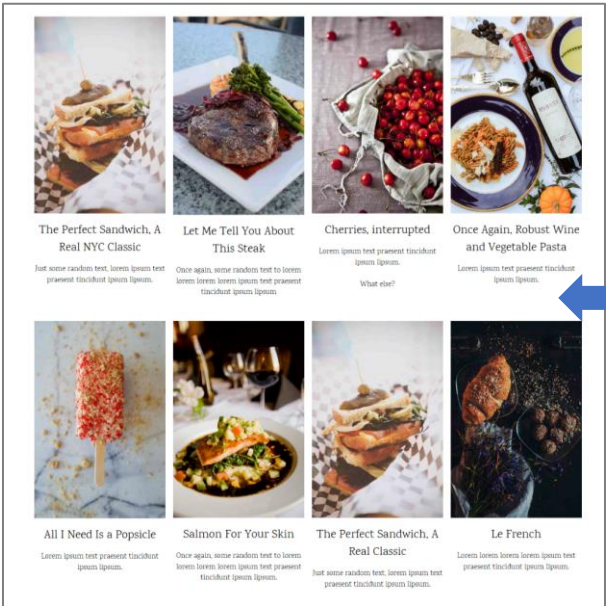 The Perfect Sandwich, A
Real NYC Classic
Just some random text, lorem ipsum text
praesent tincidunt ipsum lipsum.
Let Me Tell You About
This Steak
Once again, some random text to lorem
lorem lorem lorem ipsum text praesent
tincidunt ipsum lipsum
Cherries, interrupted
Lorem ipsum text praesent tincidunt
ipsum lipsum.
What else?
Once Again, Robust Wine
and Vegetable Pasta
Lorem ipsum text praesent tincidunt
ipsum lipsum.
All I Need Is a Popsicle
Lorem ipsum text praesent tincidunt
ipsum lipsum.
Salmon For Your Skin
Once again, some random text to lorem
lorem lorem lorem ipsum text praesent
tincidunt ipsum lipsum.
The Perfect Sandwich, A
Real Classic
Just some random text, lorem ipsum text
praesent tincidunt ipsum lipsum.
Le French
Lorem lorem lorem lorem ipsum text
praesent tincidunt ipsum lipsum.